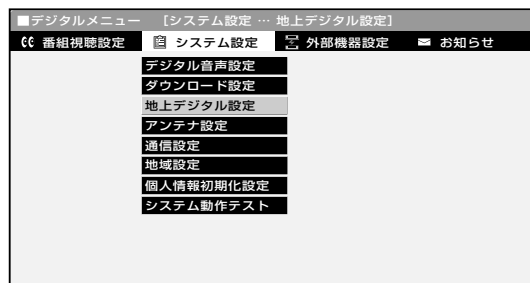 ■デジタルメニュー ［システム設定 … 地上デジタル設定］
番組視聴設定 システム設定 外部機器設定 お知らせ
デジタル音声設定
ダウンロード設定
地上デジタル設定
アンテナ設定
通信設定
地域設定
個人情報初期化設定
システム動作テスト